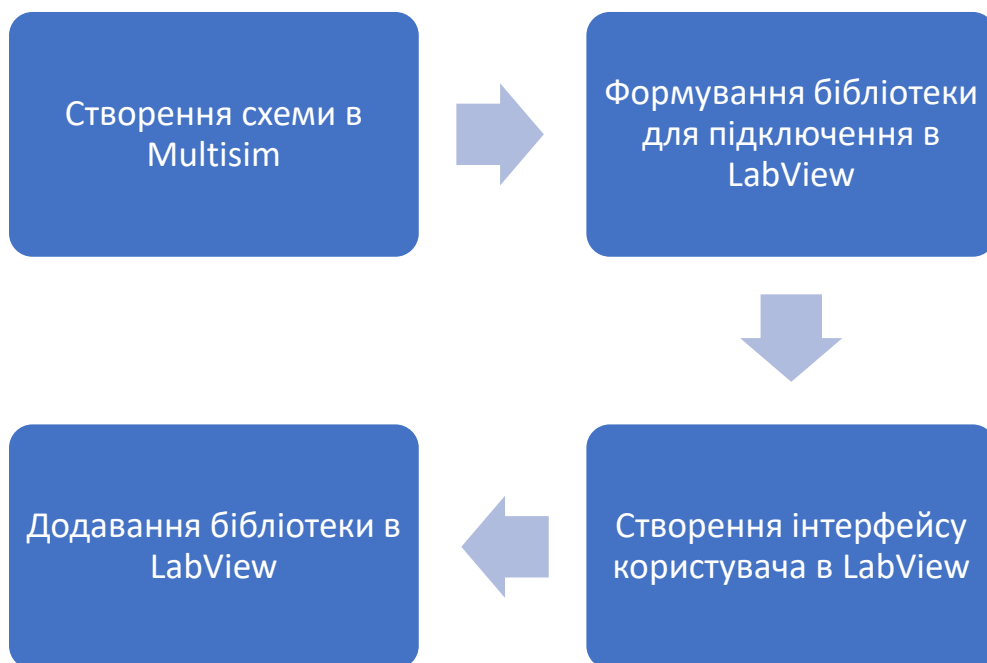 Створення схеми в
Multisim
Формування бібліотеки
для підключення в
LabView
Створення інтерфейсу
користувача в LabView
Додавання бібліотеки в
LabView